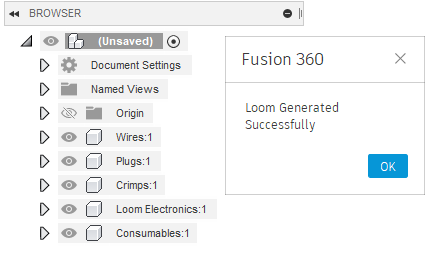 BROWSER
(Unsaved)
Document Settings
Named Views
Origin
Wires:1
Plugs:1
Crimps:1
Loom Electronics:1
Consumables:1
Fusion 360
Loom Generated
Successfully
OK